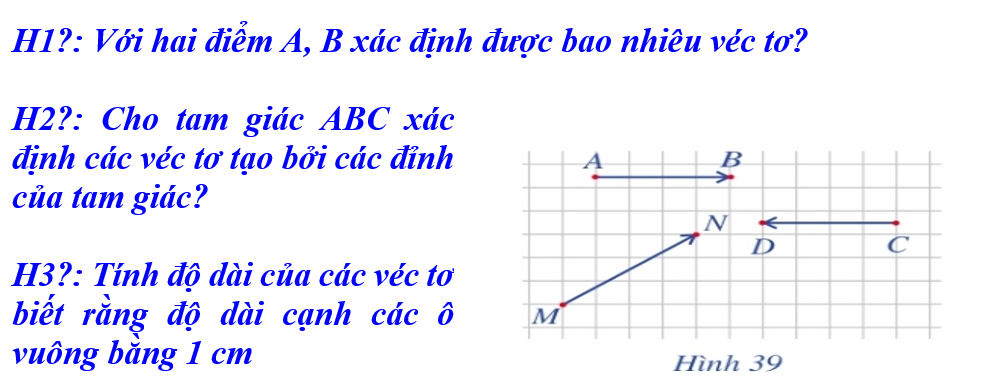 H1?: Với hai điểm A, B xác định được bao nhiêu véc tơ?
H2?: Cho tam giác ABC xác
định các véc tơ tạo bởi các đỉnh
của tam giác?
H3?: Tính độ dài của các véc tơ
biết rằng độ dài cạnh các ô
vuông bằng 1 cm
A B
N
D C
M
Hình 39